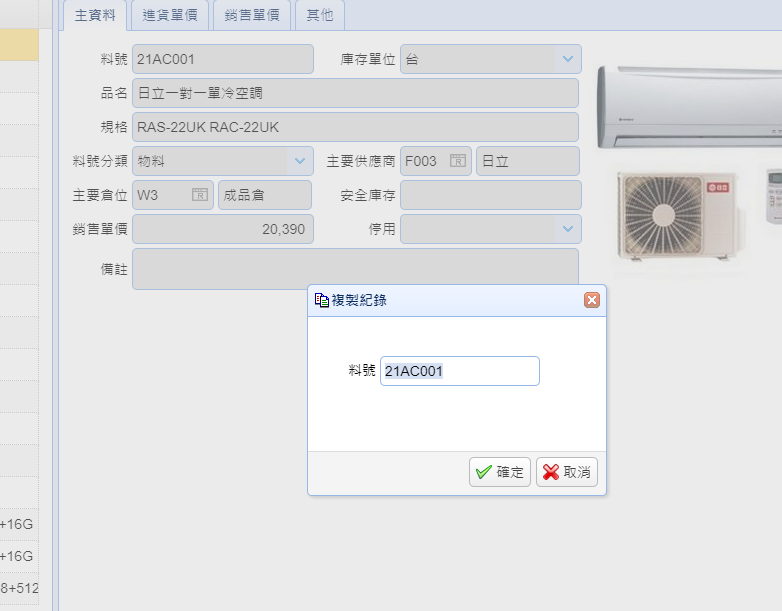 主資料 進貨單價 銷售單價 其他
料號 21AC001 庫存單位 台
品名 日立一對一單冷空調
規格 RAS-22UK RAC-22UK
料號分類 物料 主要供應商 F003 日立
主要倉位 W3 成品倉 安全庫存
銷售單價 20,390 停用
備註
複製紀錄
料號 21AC001
確定 取消
+16G
+16G
8+512